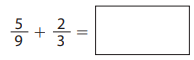 5/9 + 2/3 =